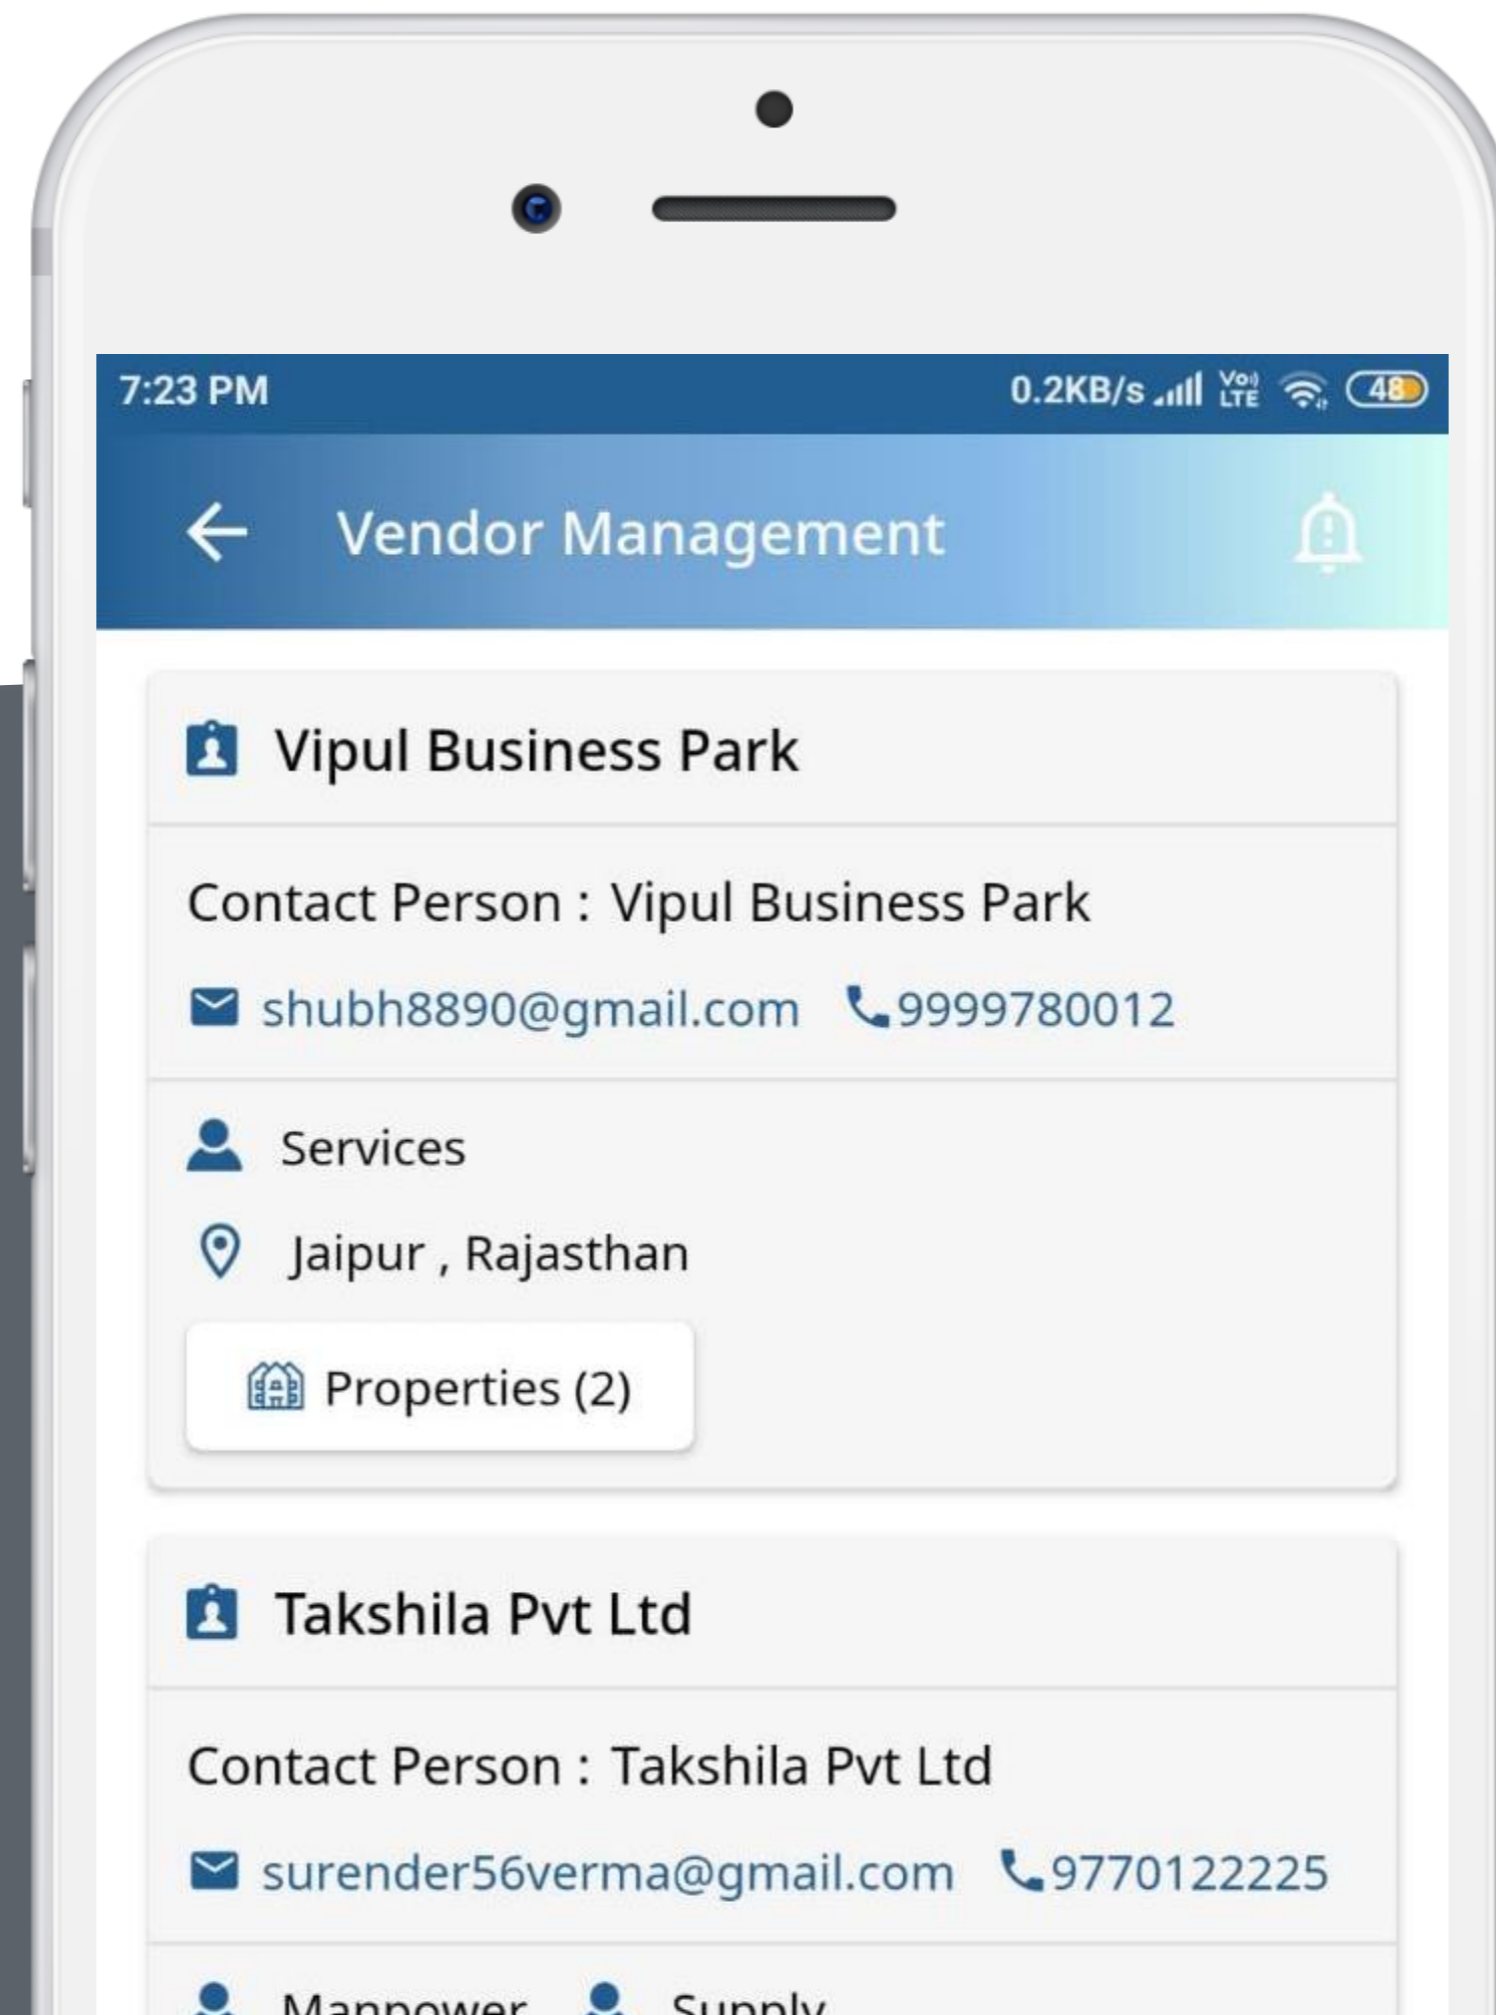 7:23 PM 0.2KB/s Vo) LTE 48
Vendor Management
Vipul Business Park
Contact Person : Vipul Business Park
shubh8890@gmail.com 9999780012
Services
Jaipur , Rajasthan
Properties (2)
Takshila Pvt Ltd
Contact Person : Takshila Pvt Ltd
surender56verma@gmail.com 9770122225
Manpower Supply